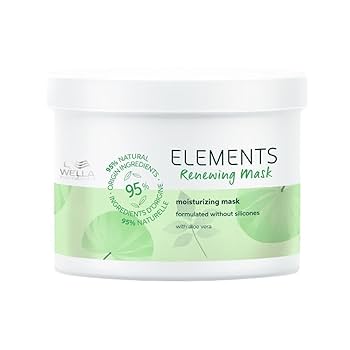 WELLA
95% NATURAL
ORIGIN INGREDIENTS
95%
INGREDIENTS D'ORIGINE
95% NATURELLE
ELEMENTS
Renewing Mask
moisturizing mask
formulated without silicones
with aloe vera